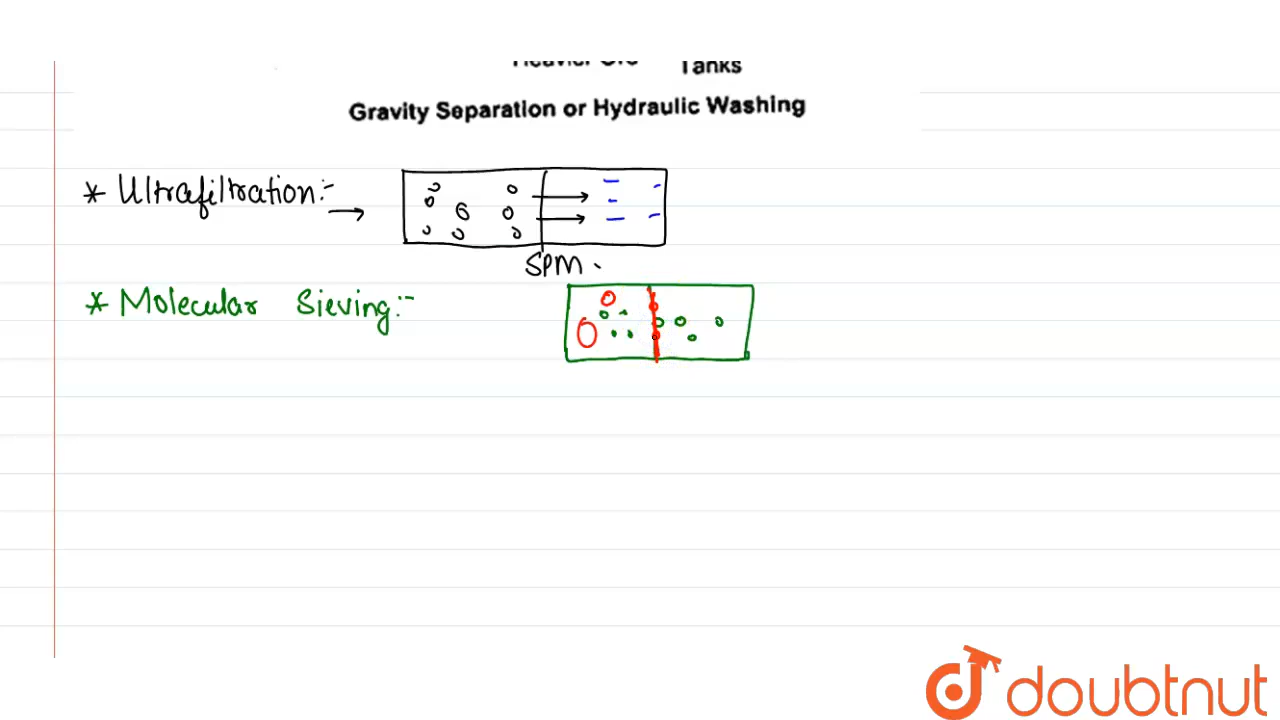 Tanks
Gravity Separation or Hydraulic Washing
* Ultrafiltration:-
SPM
* Molecular Sieving:-
doubtnut